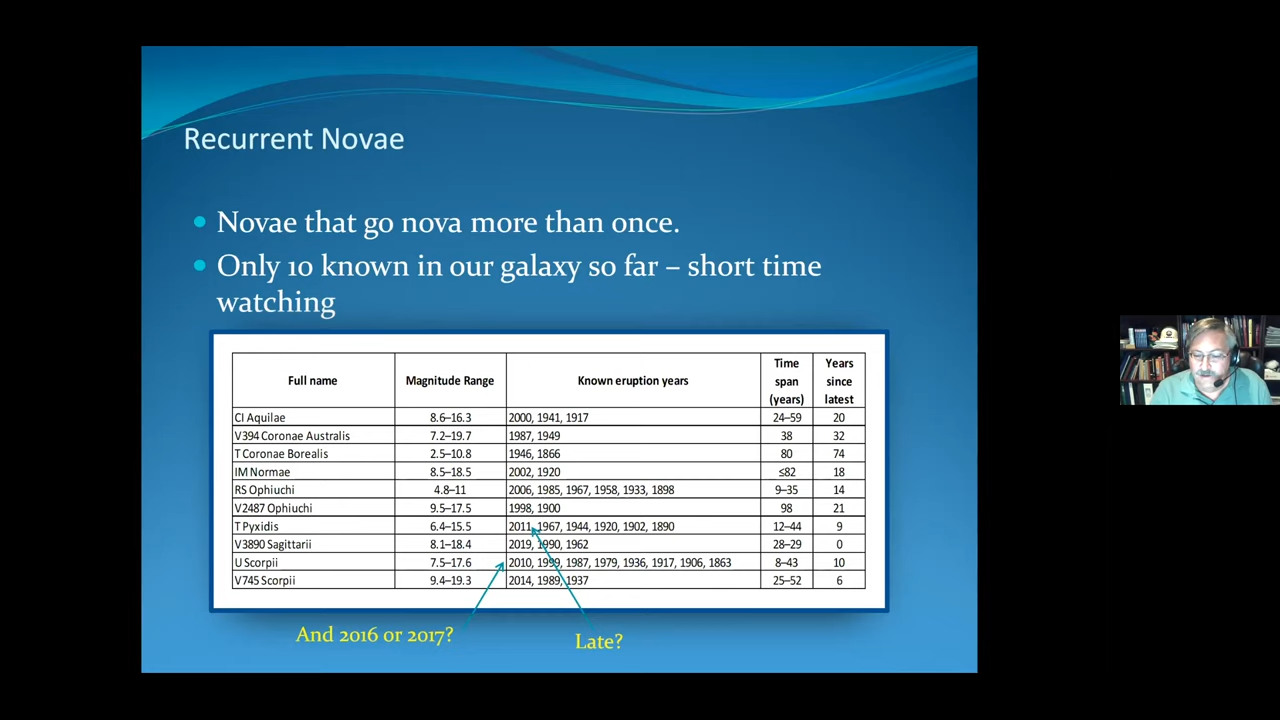 Recurrent Novae
Novae that go nova more than once.
Only 10 known in our galaxy so far – short time
watching
Full name Magnitude Range Known eruption years Time span (years) Years since latest
CI Aquilae 8.6–16.3 2000, 1941, 1917 24–59 20
V394 Coronae Australis 7.2–19.7 1987, 1949 38 32
T Coronae Borealis 2.5–10.8 1946, 1866 80 74
IM Normae 8.5–18.5 2002, 1920 ≤82 18
RS Ophiuchi 4.8–11 2006, 1985, 1967, 1958, 1933, 1898 9–35 14
V2487 Ophiuchi 9.5–17.5 1998, 1900 98 21
T Pyxidis 6.4–15.5 2011, 1967, 1944, 1920, 1902, 1890 12–44 9
V3890 Sagittarii 8.1–18.4 2019, 1990, 1962 28–29 0
U Scorpii 7.5–17.6 2010, 1999, 1987, 1979, 1936, 1917, 1906, 1863 8–43 10
V745 Scorpii 9.4–19.3 2014, 1989, 1937 25–52 6
And 2016 or 2017?
Late?